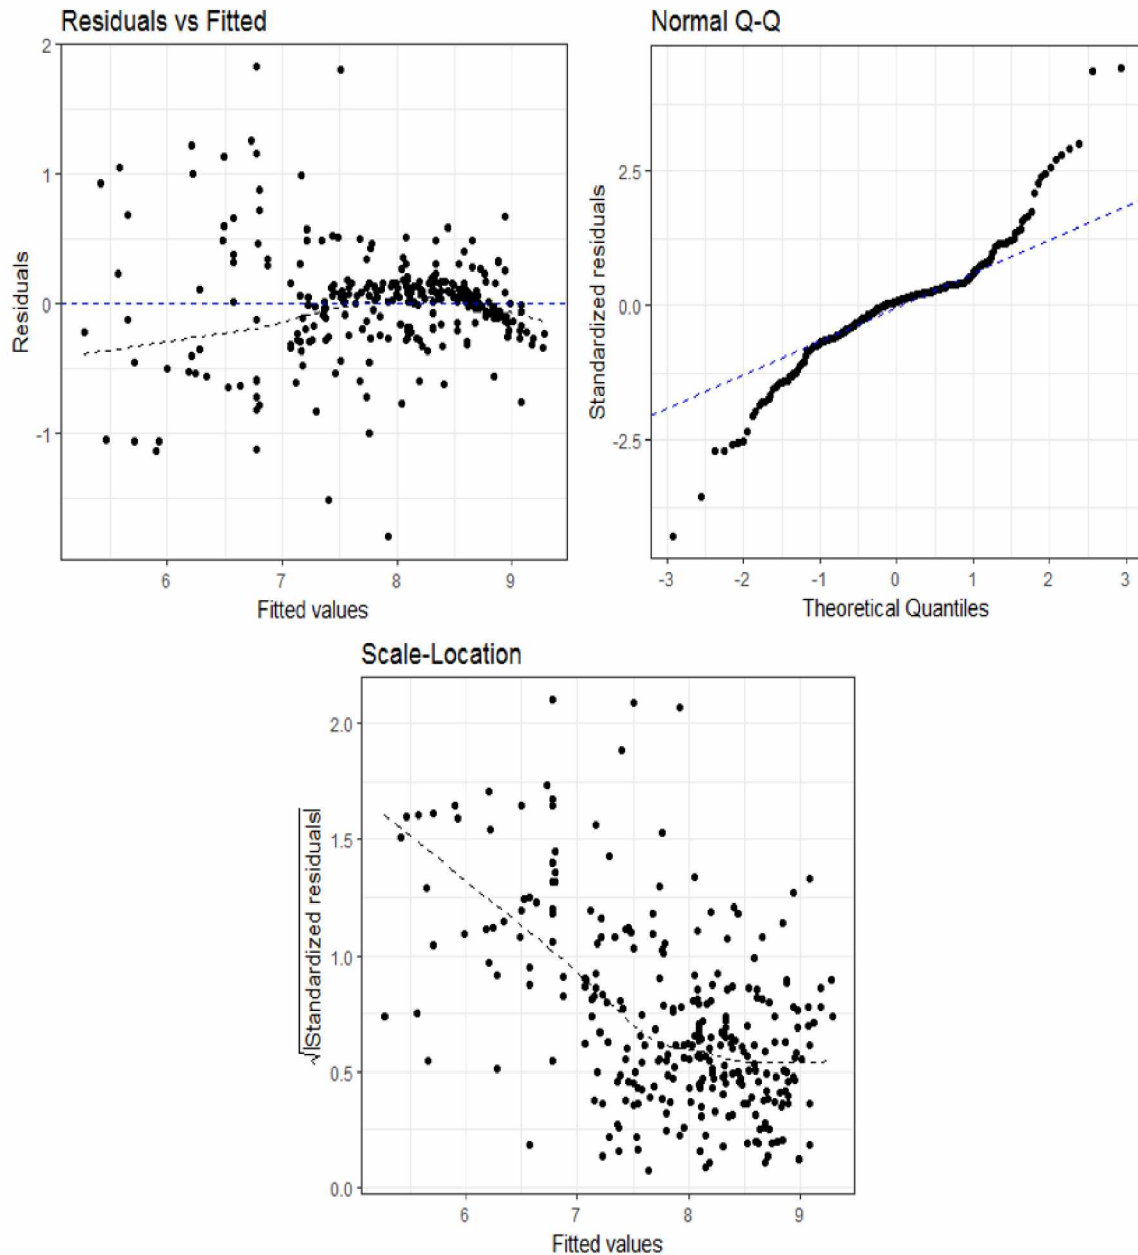 Residuals vs Fitted
Normal Q-Q
2
1
0
-1
Residuals
6 7 8 9
Fitted values
2.5
0.0
-2.5
Standardized residuals
-3 -2 -1 0 1 2 3
Theoretical Quantiles
Scale-Location
2.0
1.5
1.0
0.5
0.0
√|Standardized residuals|
6 7 8 9
Fitted values